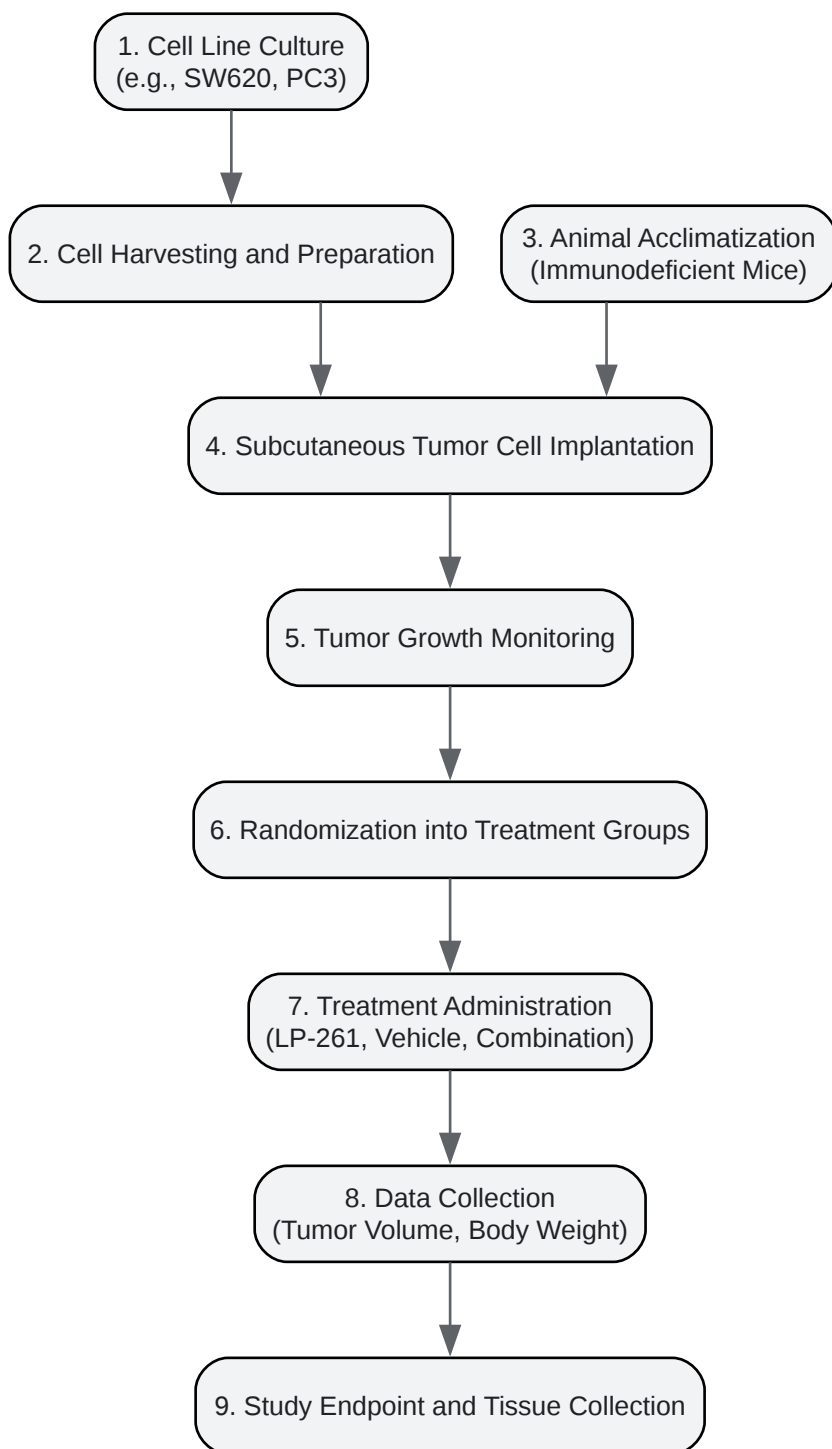 1. Cell Line Culture
(e.g., SW620, PC3)
2. Cell Harvesting and Preparation
3. Animal Acclimatization
(Immunodeficient Mice)
4. Subcutaneous Tumor Cell Implantation
5. Tumor Growth Monitoring
6. Randomization into Treatment Groups
7. Treatment Administration
(LP-261, Vehicle, Combination)
8. Data Collection
(Tumor Volume, Body Weight)
9. Study Endpoint and Tissue Collection